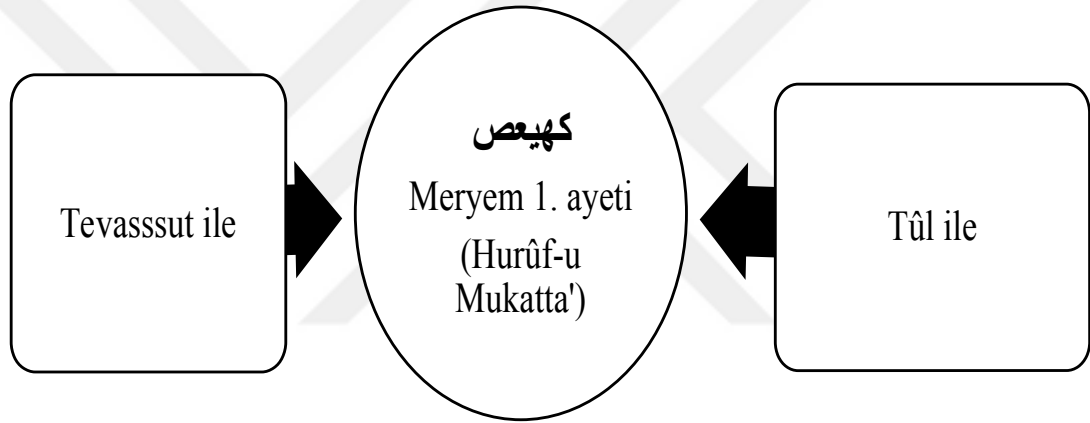 Tevasssut ile
كهيعص
Meryem 1. ayeti
(Hurûf-u
Mukatta')
Tûl ile